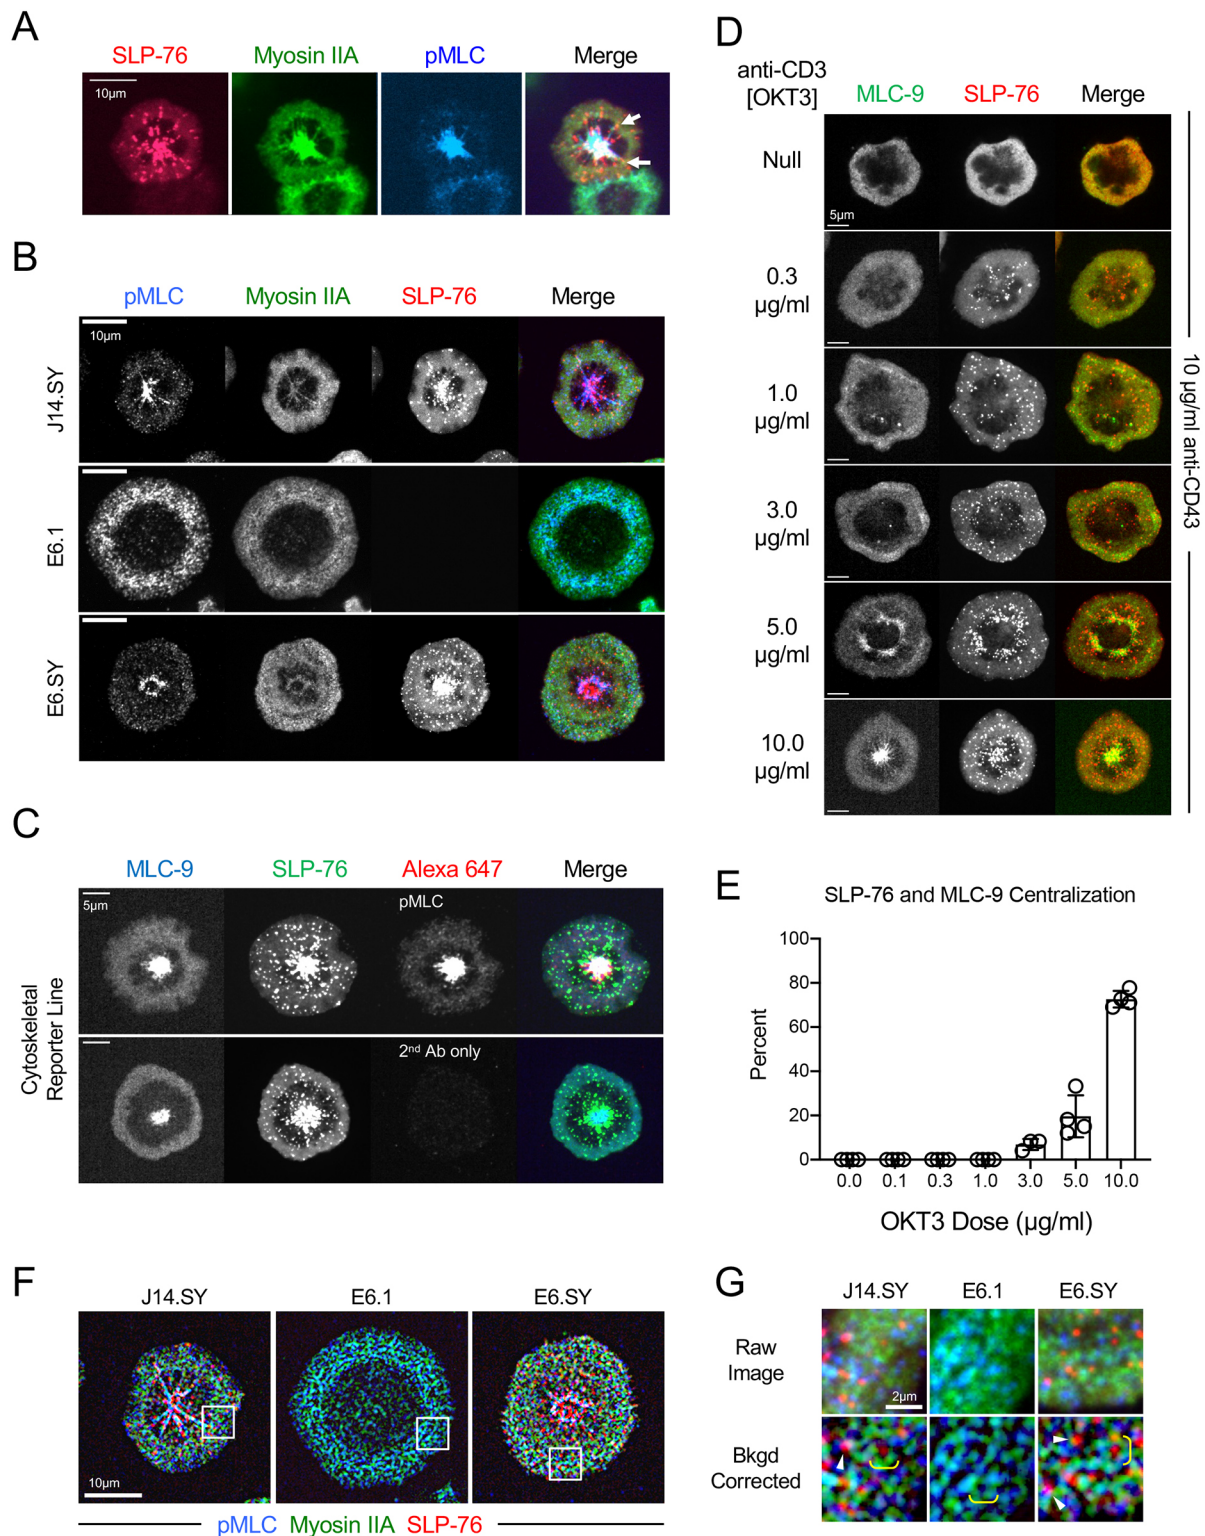 A
SLP-76 Myosin IIA pMLC Merge
10µm
B
pMLC Myosin IIA SLP-76 Merge
10µm
J14.SY
E6.1
E6.SY
C
MLC-9 SLP-76 Alexa 647 Merge
5µm
pMLC
2nd Ab only
Cytoskeletal
Reporter Line
D
anti-CD3
[OKT3]
MLC-9 SLP-76 Merge
Null
5µm
0.3
µg/ml
1.0
µg/ml
3.0
µg/ml
5.0
µg/ml
10.0
µg/ml
10 µg/ml anti-CD43
E
SLP-76 and MLC-9 Centralization
Percent
100
80
60
40
20
0
0.0 0.1 0.3 1.0 3.0 5.0 10.0
OKT3 Dose (µg/ml)
F
J14.SY E6.1 E6.SY
10µm
pMLC Myosin IIA SLP-76
G
J14.SY E6.1 E6.SY
Raw
Image
2µm
Bkgd
Corrected